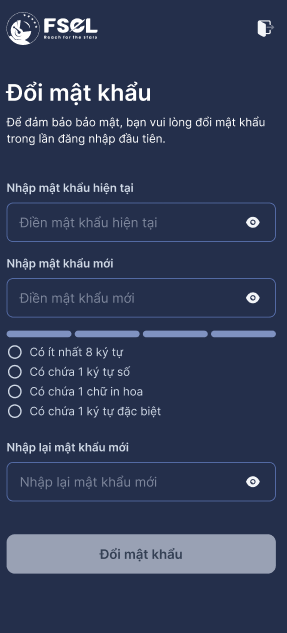 FSEL
Reach for the stars
Đổi mật khẩu
Để đảm bảo bảo mật, bạn vui lòng đổi mật khẩu
trong lần đăng nhập đầu tiên.
Nhập mật khẩu hiện tại
Điền mật khẩu hiện tại
Nhập mật khẩu mới
Điền mật khẩu mới
Có ít nhất 8 ký tự
Có chứa 1 ký tự số
Có chứa 1 chữ in hoa
Có chứa 1 ký tự đặc biệt
Nhập lại mật khẩu mới
Nhập lại mật khẩu mới
Đổi mật khẩu